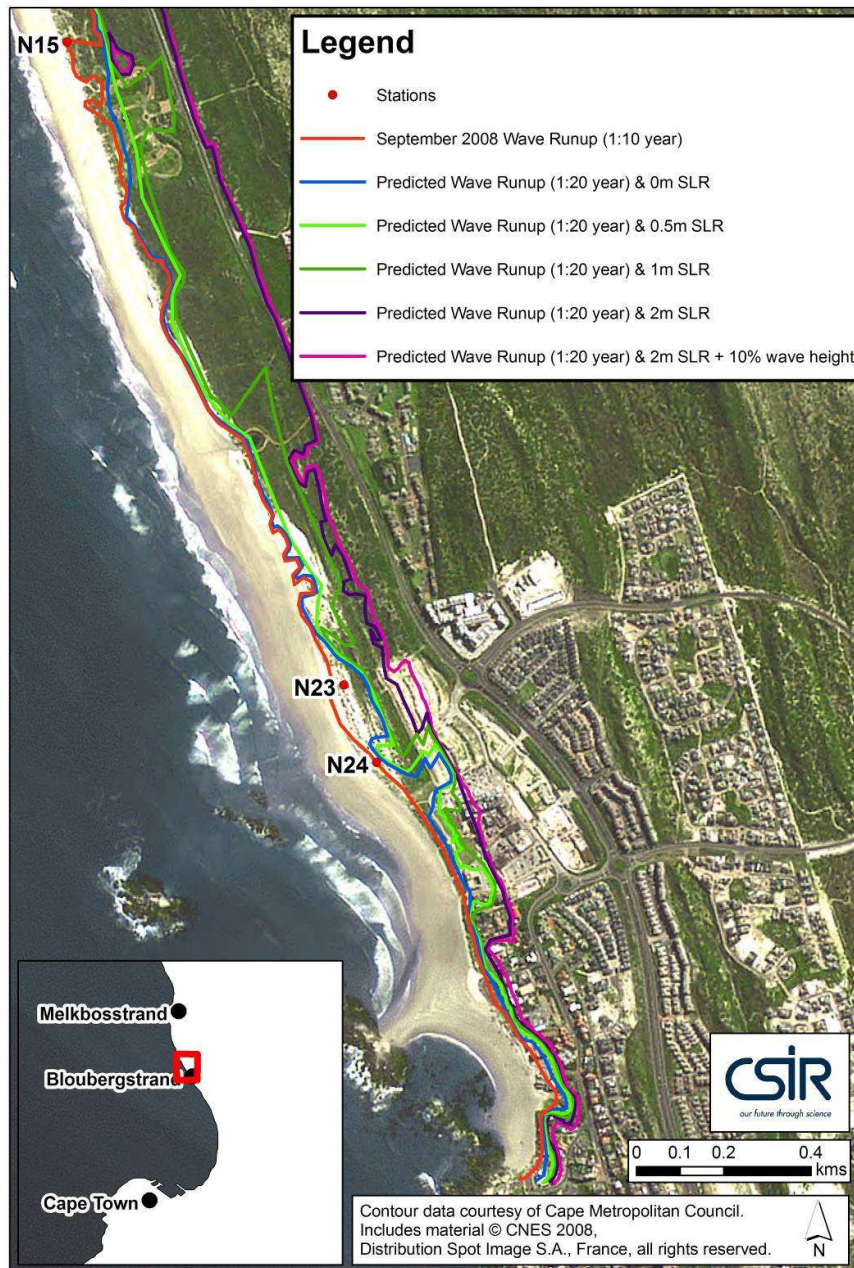 N15
Legend
Stations
September 2008 Wave Runup (1:10 year)
Predicted Wave Runup (1:20 year) & 0m SLR
Predicted Wave Runup (1:20 year) & 0.5m SLR
Predicted Wave Runup (1:20 year) & 1m SLR
Predicted Wave Runup (1:20 year) & 2m SLR
Predicted Wave Runup (1:20 year) & 2m SLR + 10% wave height
N23
N24
Melkbosstrand
Bloubergstrand
Cape Town
CSIR
our future through science
0 0.1 0.2 0.4
kms
Contour data courtesy of Cape Metropolitan Council.
Includes material © CNES 2008,
Distribution Spot Image S.A., France, all rights reserved.
N